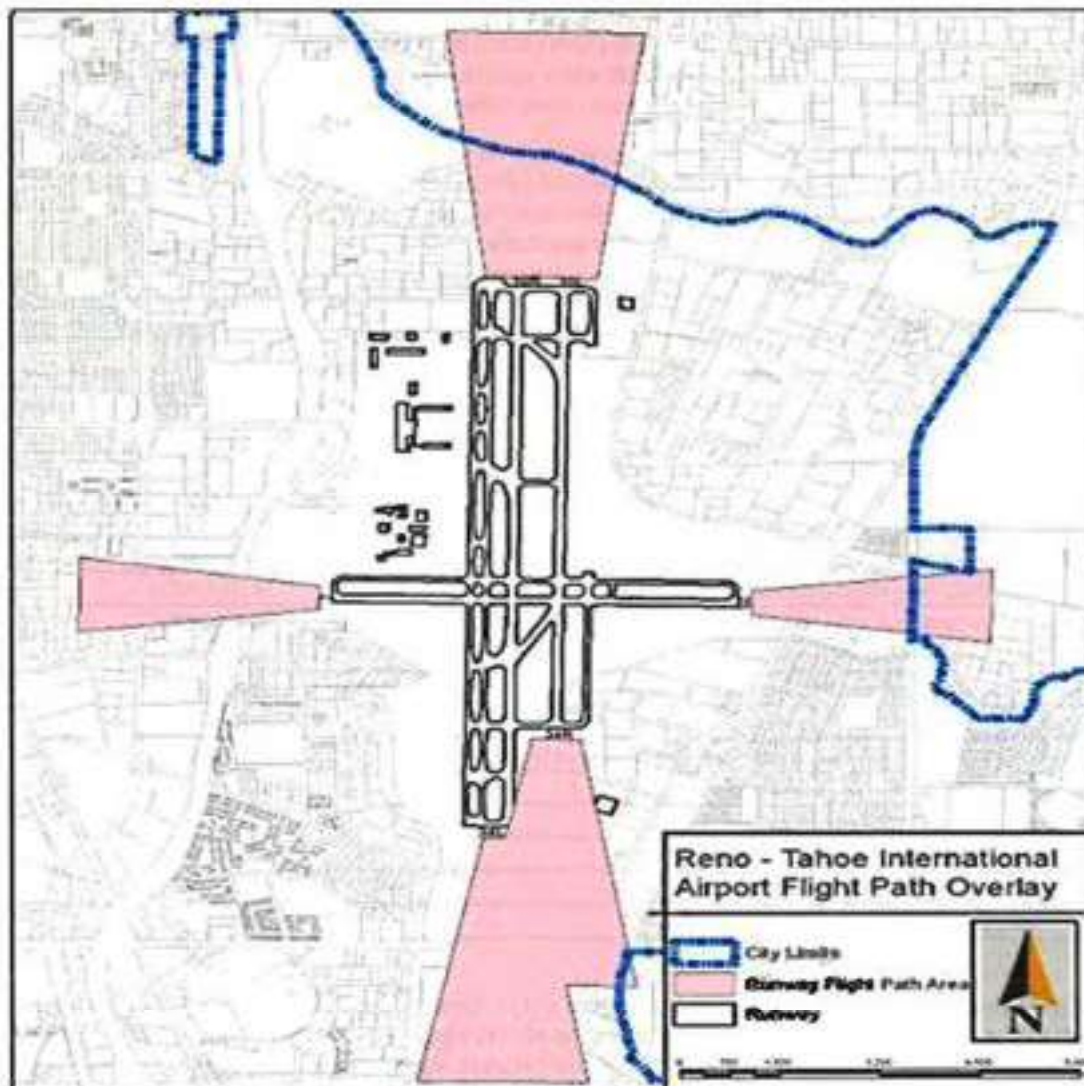 Reno - Tahoe International
Airport Flight Path Overlay
City Limits
Runway Flight Path Area
Runway
N